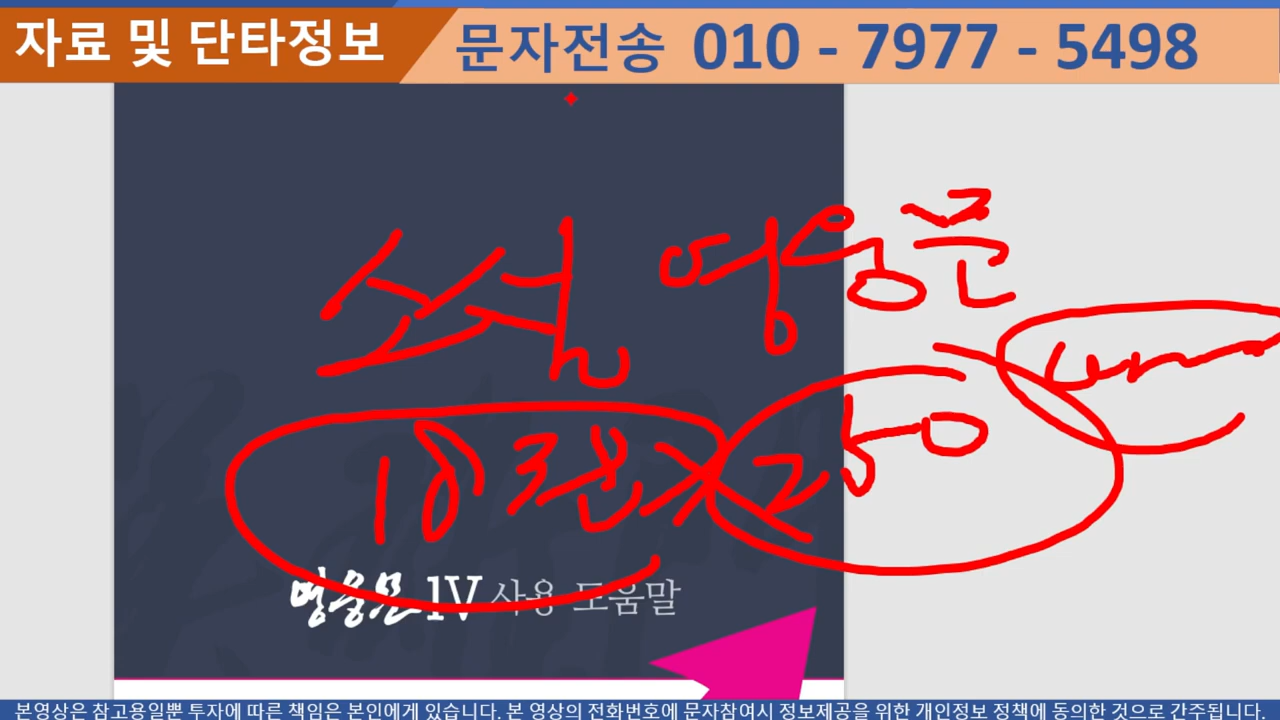 자료 및 단타정보
문자전송 010 - 7977 - 5498
소설 영웅문
18권 X 250
영웅문 IV 사용 도움말
본영상은 참고용일뿐 투자에 따른 책임은 본인에게 있습니다. 본 영상의 전화번호에 문자참여시 정보제공을 위한 개인정보 정책에 동의한 것으로 간주됩니다.